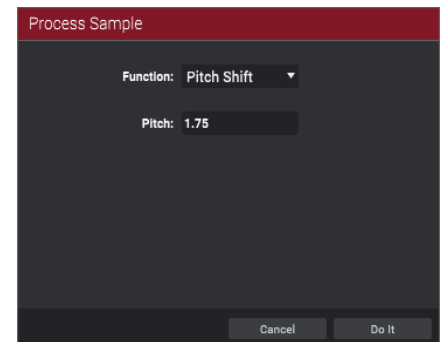 Process Sample
Function: Pitch Shift
Pitch: 1.75
Cancel Do It